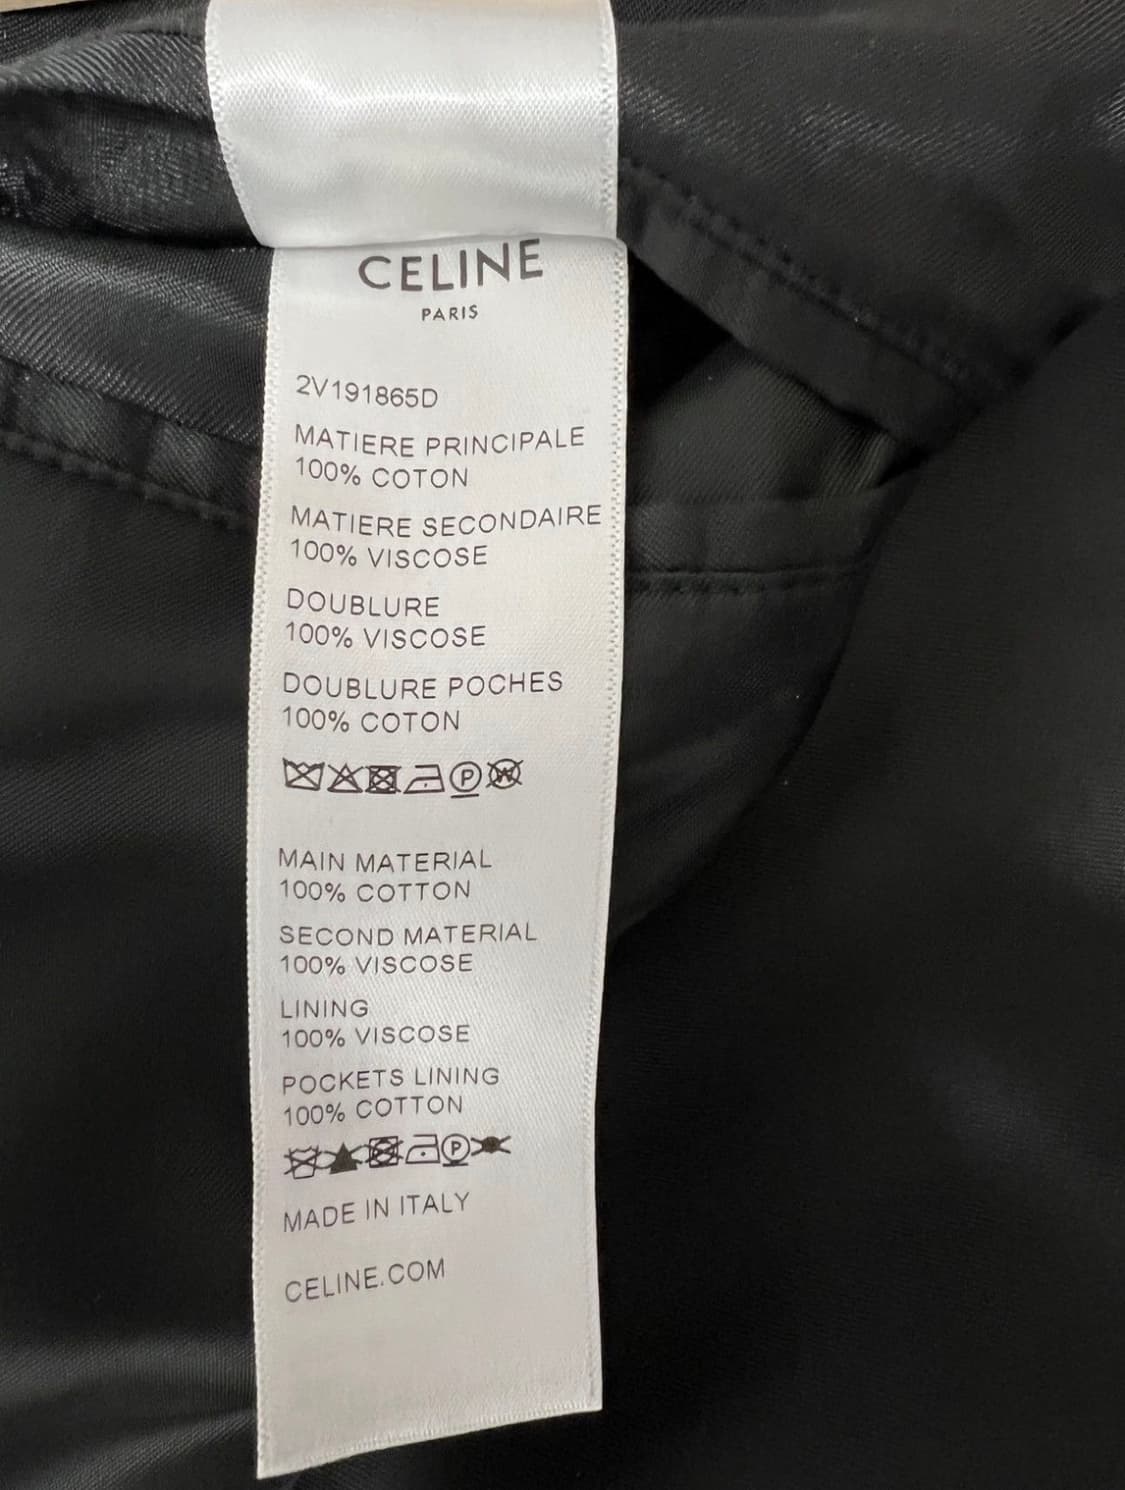 CELINE
PARIS
2V191865D
MATIERE PRINCIPALE
100% COTON
MATIERE SECONDAIRE
100% VISCOSE
DOUBLURE
100% VISCOSE
DOUBLURE POCHES
100% COTON
P W
MAIN MATERIAL
100% COTTON
SECOND MATERIAL
100% VISCOSE
LINING
100% VISCOSE
POCKETS LINING
100% COTTON
P
MADE IN ITALY
CELINE.COM